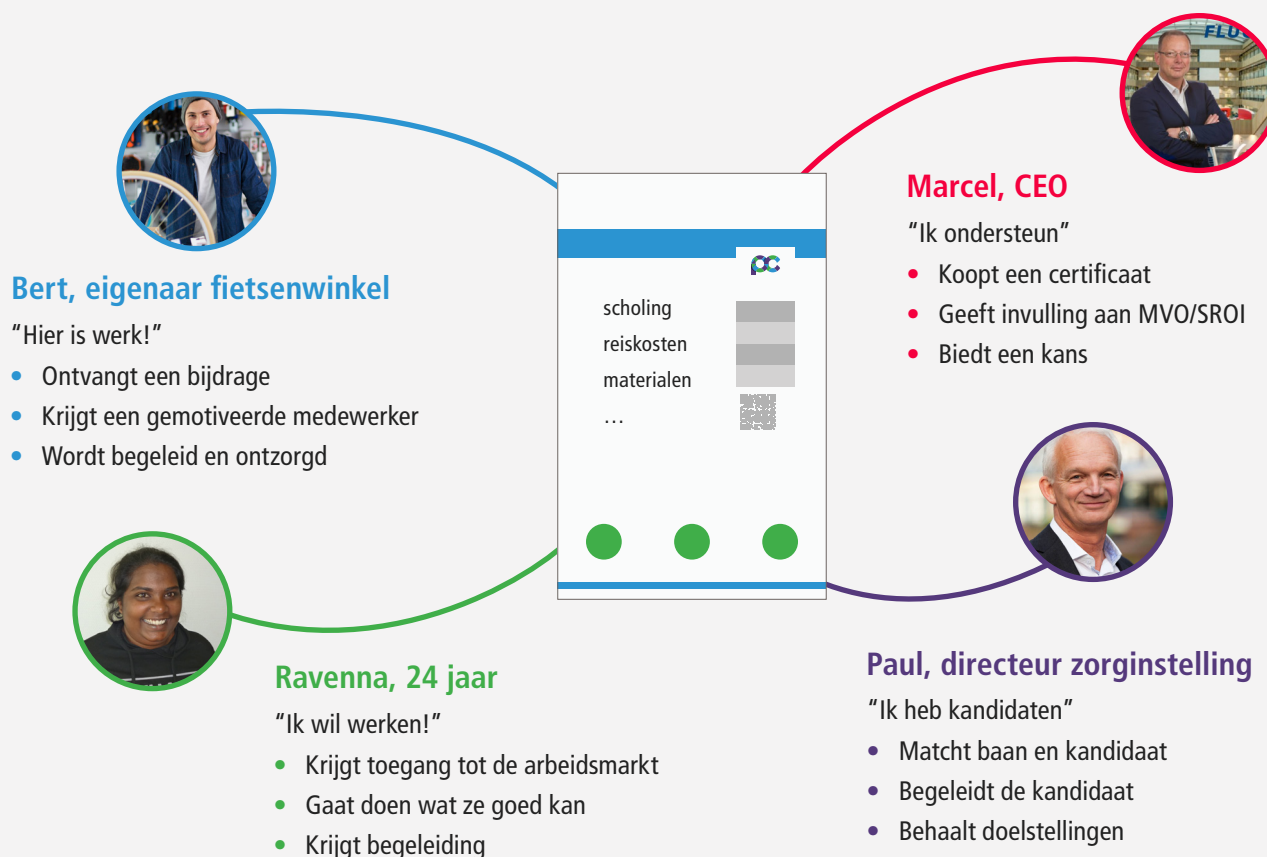 FLU
Marcel, CEO
“Ik ondersteun”
• Koopt een certificaat
• Geeft invulling aan MVO/SROI
• Biedt een kans
Bert, eigenaar fietsenwinkel
“Hier is werk!”
• Ontvangt een bijdrage
• Krijgt een gemotiveerde medewerker
• Wordt begeleid en ontzorgd
pc
scholing
reiskosten
materialen
…
Ravenna, 24 jaar
“Ik wil werken!”
• Krijgt toegang tot de arbeidsmarkt
• Gaat doen wat ze goed kan
• Krijgt begeleiding
Paul, directeur zorginstelling
“Ik heb kandidaten”
• Matcht baan en kandidaat
• Begeleidt de kandidaat
• Behaalt doelstellingen